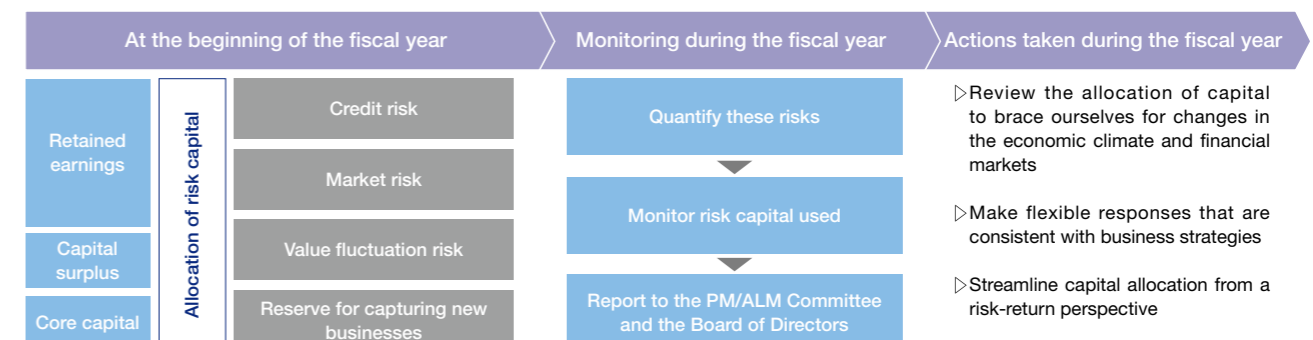 At the beginning of the fiscal year
Monitoring during the fiscal year
Actions taken during the fiscal year
Retained
earnings
Capital
surplus
Core capital
Allocation of risk capital
Credit risk
Market risk
Value fluctuation risk
Reserve for capturing new
businesses
Quantify these risks
Monitor risk capital used
Report to the PM/ALM Committee
and the Board of Directors
▷Review the allocation of capital
to brace ourselves for changes in
the economic climate and financial
markets
▷Make flexible responses that are
consistent with business strategies
▷Streamline capital allocation from a
risk-return perspective